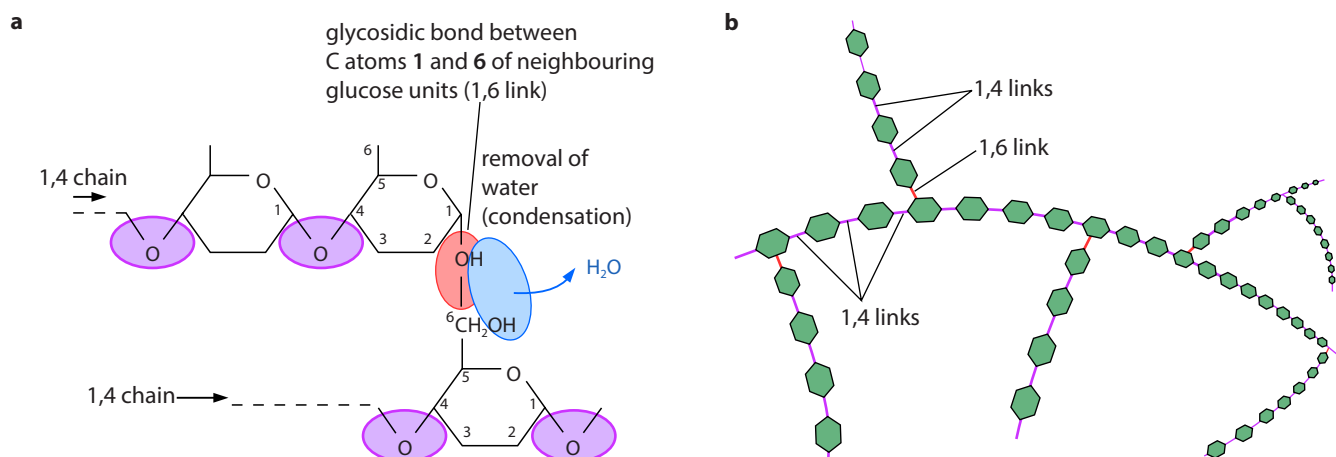 a
glycosidic bond between
C atoms 1 and 6 of neighbouring
glucose units (1,6 link)
removal of
water
(condensation)
1,4 chain
6
5
O
4
1
3
2
O
1
O
O
OH
H₂O
⁶CH₂OH
1,4 chain
5
O
4
1
3
2
O
O
b
1,4 links
1,6 link
1,4 links